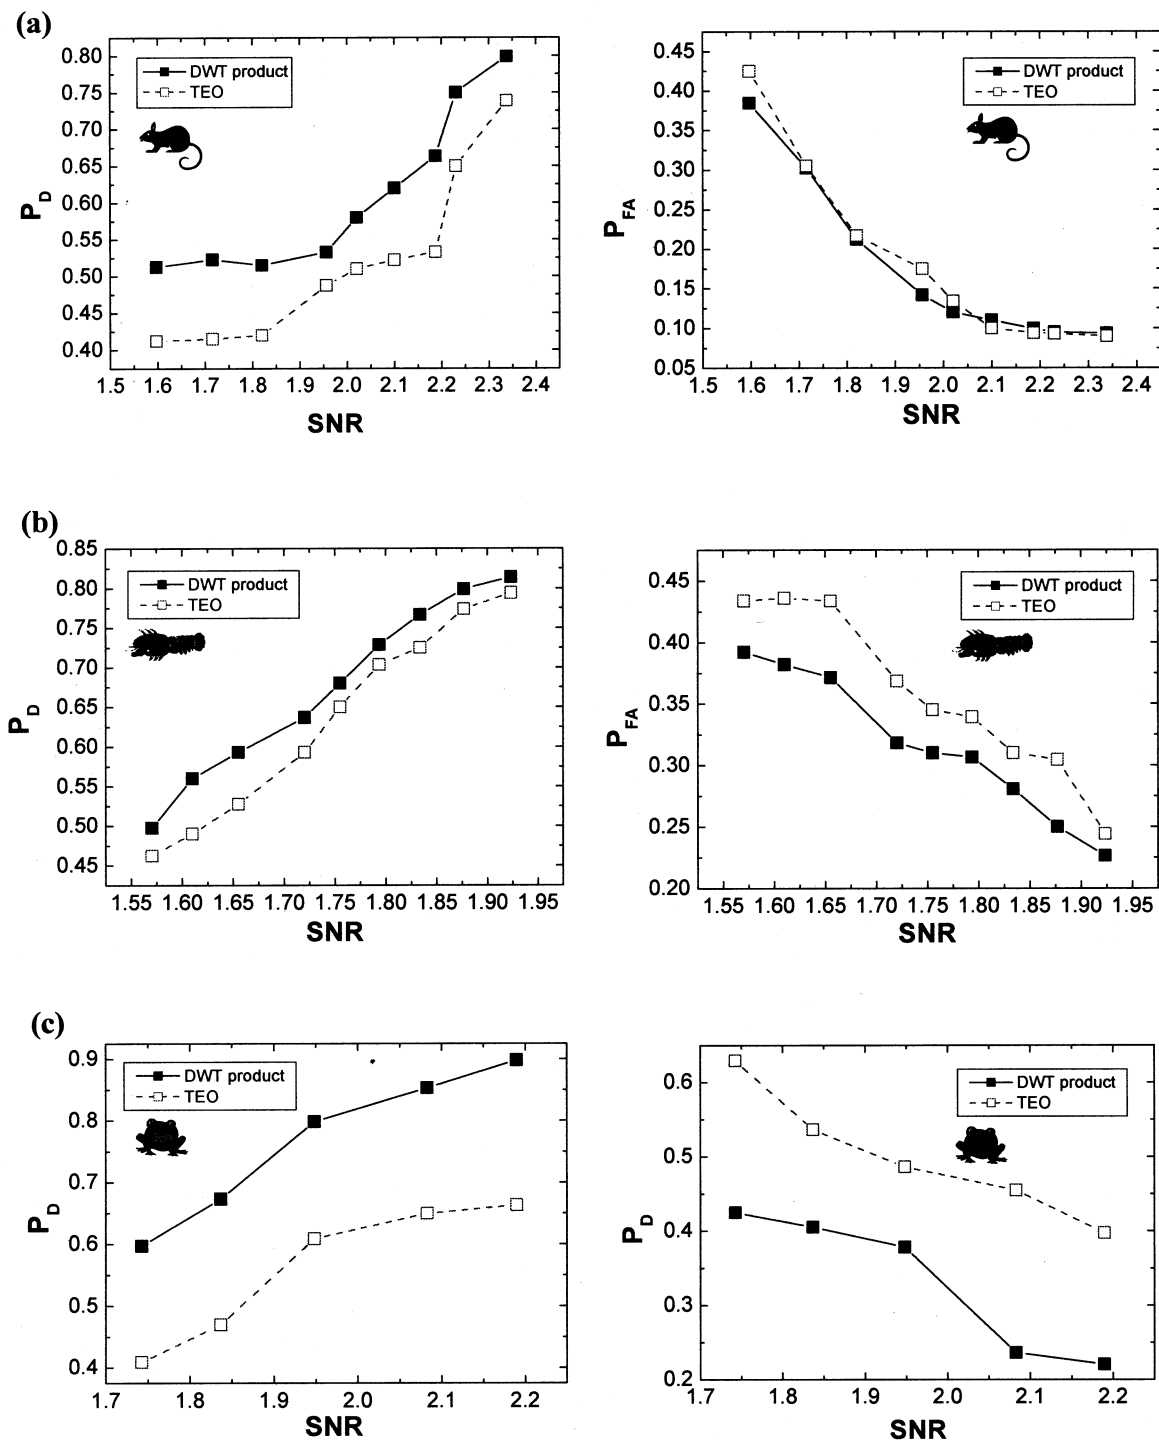 (a)
DWT product
TEO
0.80
0.75
0.70
0.65
0.60
0.55
0.50
0.45
0.40
P_D
1.5 1.6 1.7 1.8 1.9 2.0 2.1 2.2 2.3 2.4
SNR
DWT product
TEO
0.45
0.40
0.35
0.30
0.25
0.20
0.15
0.10
0.05
P_FA
1.5 1.6 1.7 1.8 1.9 2.0 2.1 2.2 2.3 2.4
SNR
(b)
DWT product
TEO
0.85
0.80
0.75
0.70
0.65
0.60
0.55
0.50
0.45
P_D
1.55 1.60 1.65 1.70 1.75 1.80 1.85 1.90 1.95
SNR
DWT product
TEO
0.45
0.40
0.35
0.30
0.25
0.20
P_FA
1.55 1.60 1.65 1.70 1.75 1.80 1.85 1.90 1.95
SNR
(c)
DWT product
TEO
0.9
0.8
0.7
0.6
0.5
0.4
P_D
1.7 1.8 1.9 2.0 2.1 2.2
SNR
DWT product
TEO
0.6
0.5
0.4
0.3
0.2
P_D
1.7 1.8 1.9 2.0 2.1 2.2
SNR